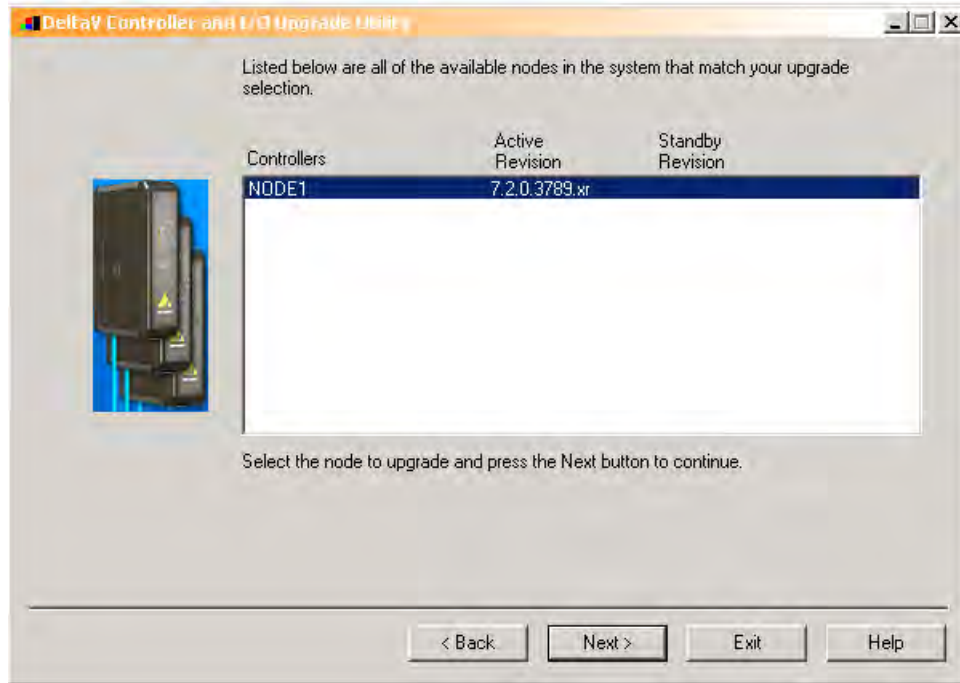 DeltaV Controller and I/O Upgrade Utility
Listed below are all of the available nodes in the system that match your upgrade
selection.
Active Standby
Controllers Revision Revision
NODE1 7.2.0.3789.xr
Select the node to upgrade and press the Next button to continue.
< Back Next > Exit Help